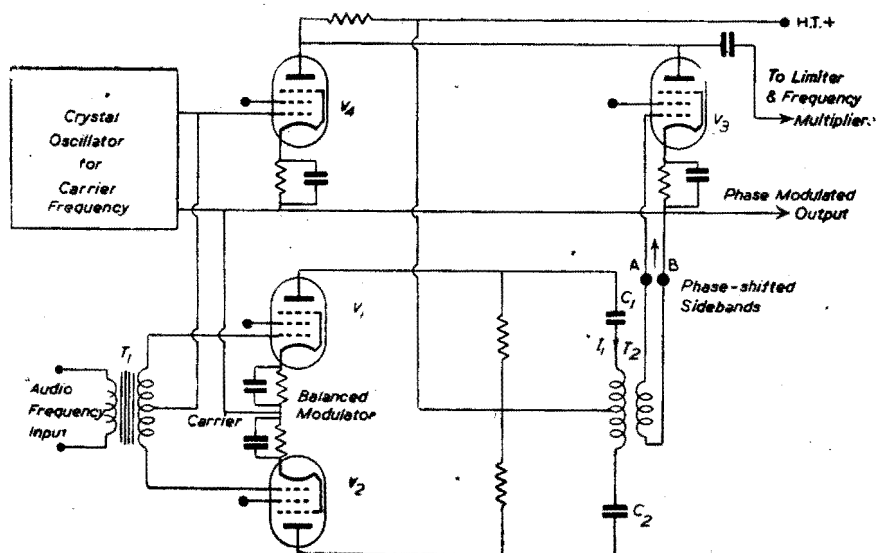 H.T.+
To Limiter
& Frequency
Multiplier.
V4
V3
Crystal
Oscillator
for
Carrier
Frequency
Phase Modulated
Output
A
B
Phase-shifted
Sidebands
V1
C1
I1
T2
T1
Audio
Frequency
Input
Carrier
Balanced
Modulator
V2
C2